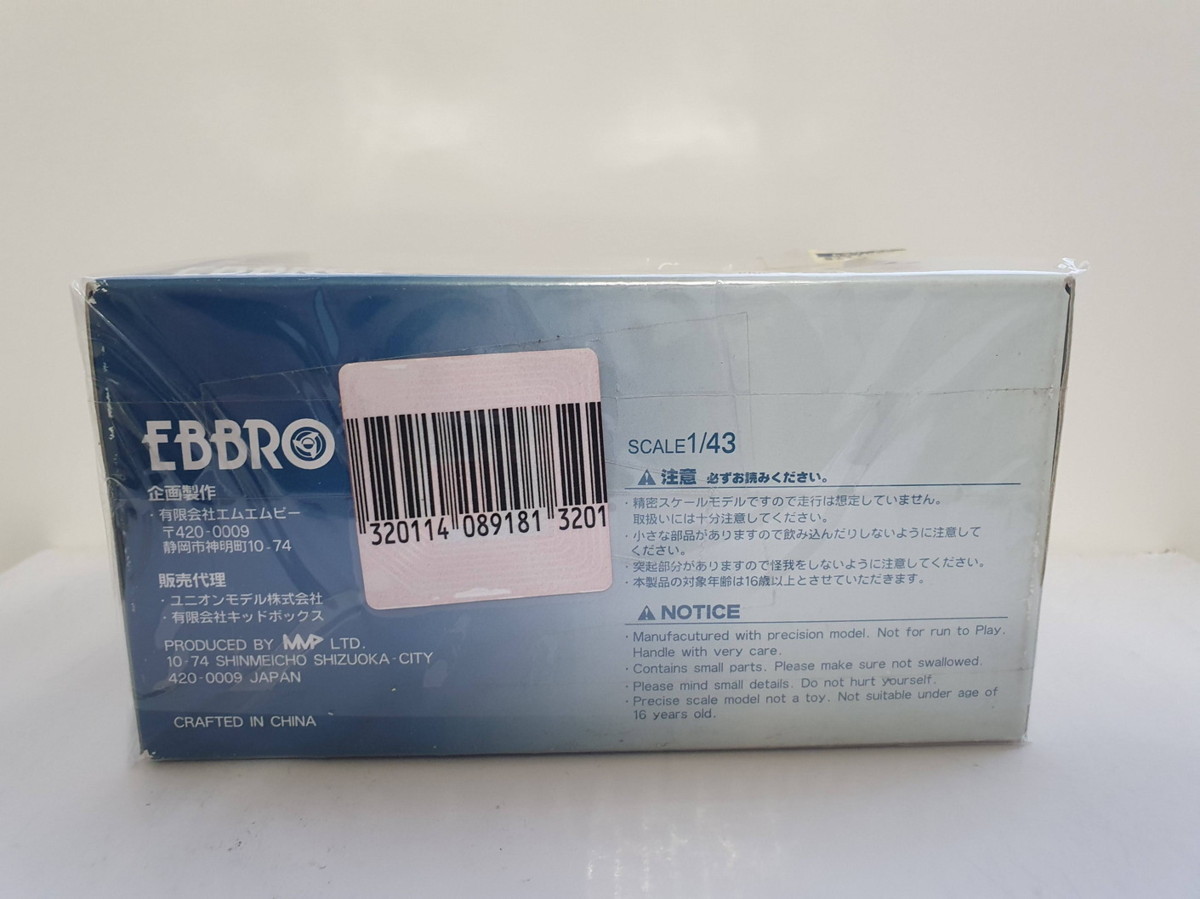 EBBRO
企画製作
・有限会社エムエムピー
〒420-0009
静岡市神明町10-74
販売代理
・ユニオンモデル株式会社
・有限会社キッドボックス
PRODUCED BY MMP LTD.
10-74 SHINMEICHO SHIZUOKA-CITY
420-0009 JAPAN
CRAFTED IN CHINA
320114 089181 3201
SCALE1/43
注意 必ずお読みください。
・精密スケールモデルですので走行は想定していません。
取扱いには十分注意してください。
・小さな部品がありますので飲み込んだりしないように注意して
ください。
・突起部分がありますので怪我をしないように注意してください。
・本製品の対象年齢は16歳以上とさせていただきます。
NOTICE
・Manufacutured with precision model. Not for run to Play.
Handle with very care.
・Contains small parts. Please make sure not swallowed.
・Please mind small details. Do not hurt yourself.
・Precise scale model not a toy. Not suitable under age of
16 years old.